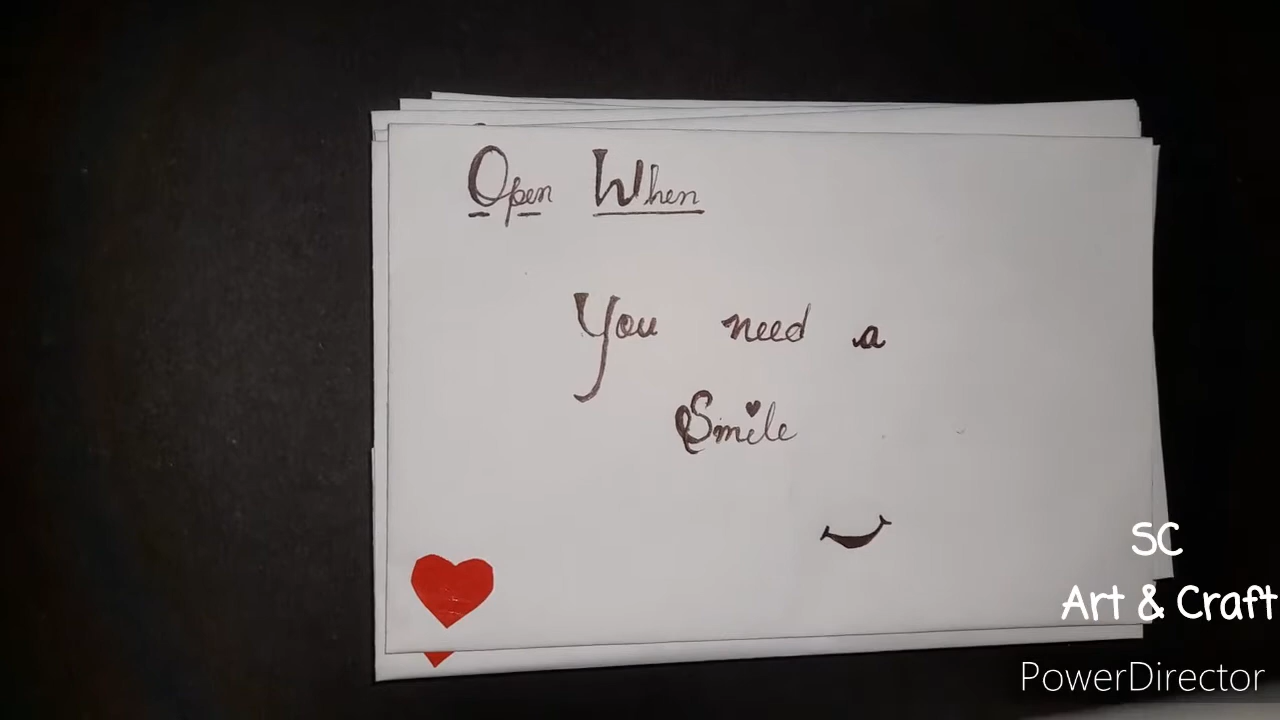 Open When
You need a
Smile
SC
Art & Craft
PowerDirector